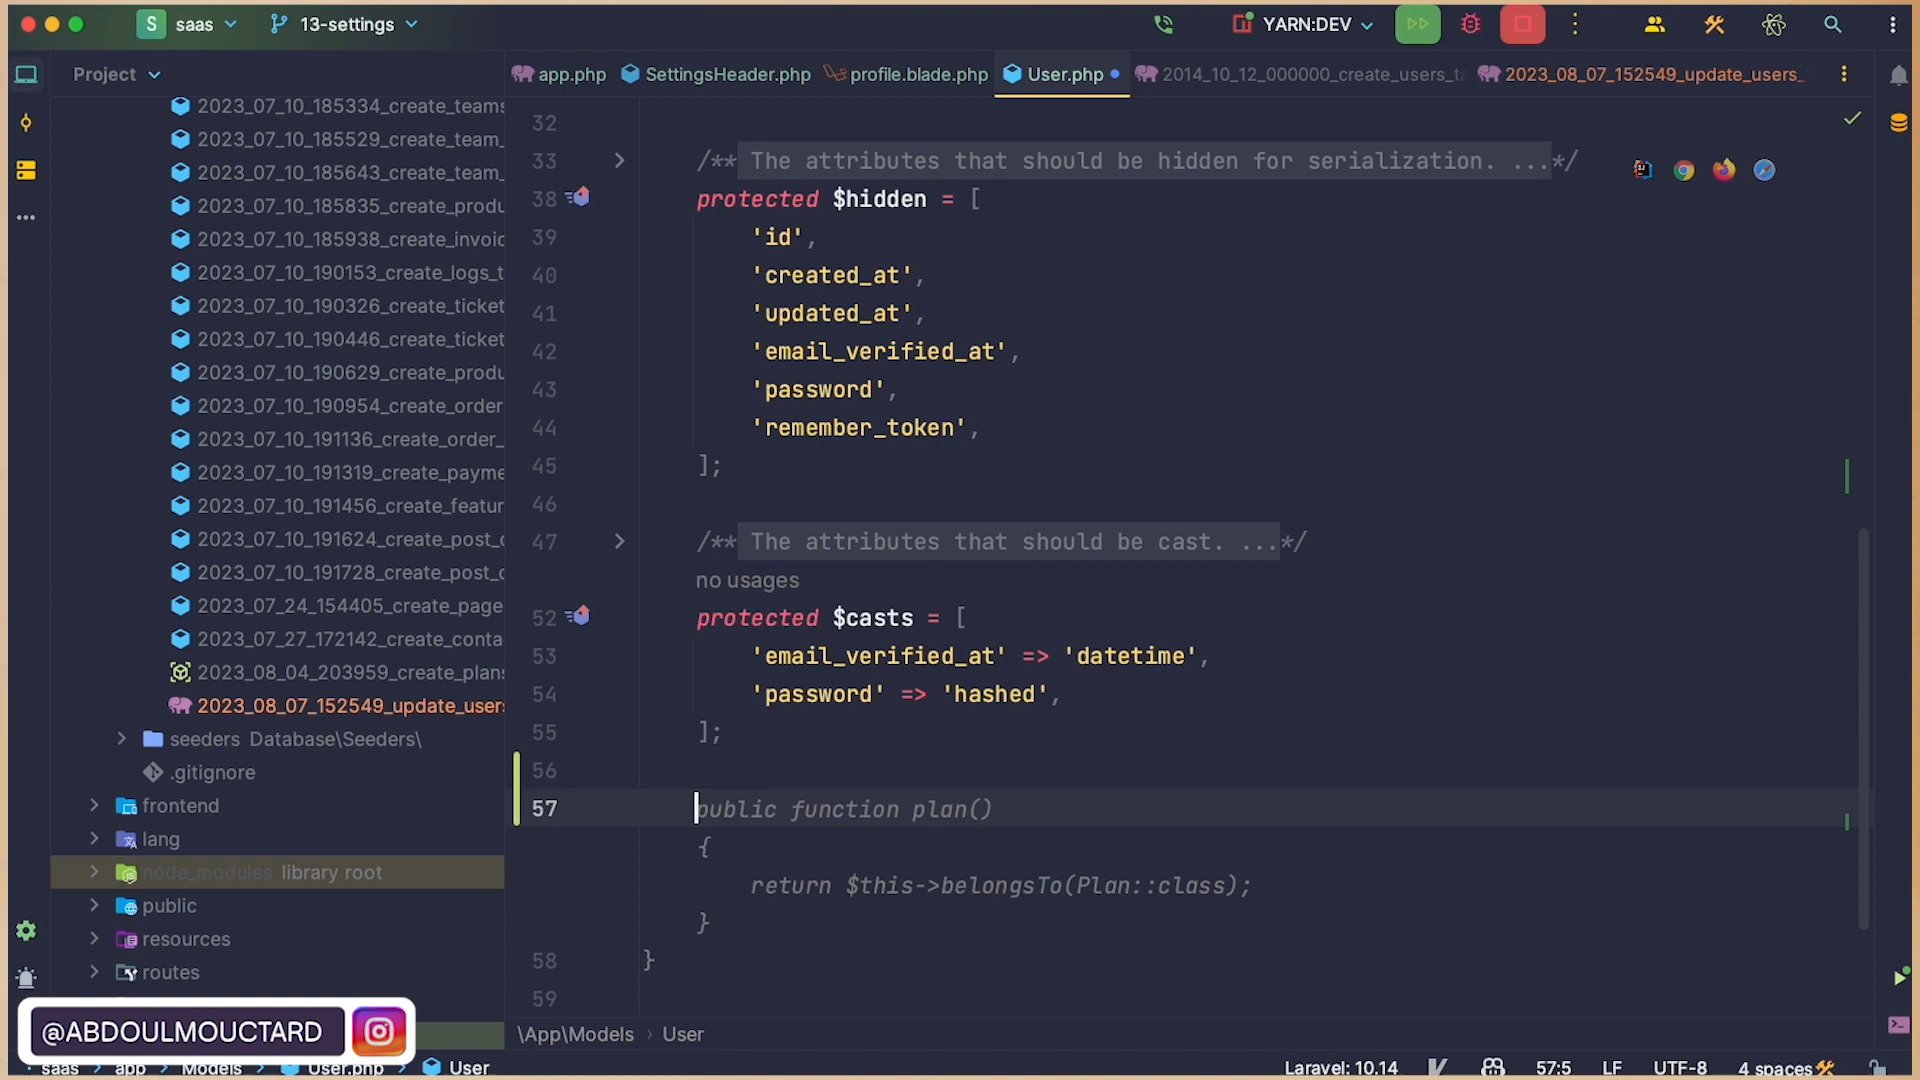 S saas 13-settings YARN:DEV
Project
app.php SettingsHeader.php profile.blade.php User.php 2014_10_12_000000_create_users_ta 2023_08_07_152549_update_users_
2023_07_10_185334_create_teams
2023_07_10_185529_create_team_
2023_07_10_185643_create_team_
2023_07_10_185835_create_produ
2023_07_10_185938_create_invoic
2023_07_10_190153_create_logs_t
2023_07_10_190326_create_ticket
2023_07_10_190446_create_ticket
2023_07_10_190629_create_produ
2023_07_10_190954_create_order
2023_07_10_191136_create_order_
2023_07_10_191319_create_payme
2023_07_10_191456_create_featur
2023_07_10_191624_create_post_c
2023_07_10_191728_create_post_c
2023_07_24_154405_create_page
2023_07_27_172142_create_conta
2023_08_04_203959_create_plans
2023_08_07_152549_update_users
seeders Database\Seeders\
.gitignore
frontend
lang
node_modules library root
public
resources
routes
32
33 /** The attributes that should be hidden for serialization. ...*/
38 protected $hidden = [
39 'id',
40 'created_at',
41 'updated_at',
42 'email_verified_at',
43 'password',
44 'remember_token',
45 ];
46
47 /** The attributes that should be cast. ...*/
no usages
52 protected $casts = [
53 'email_verified_at' => 'datetime',
54 'password' => 'hashed',
55 ];
56
57 public function plan()
{
return $this->belongsTo(Plan::class);
}
58 }
59
@ABDOULMOUCTARD
\App\Models › User
saas › app › Models › User.php › User
Laravel: 10.14 57:5 LF UTF-8 4 spaces